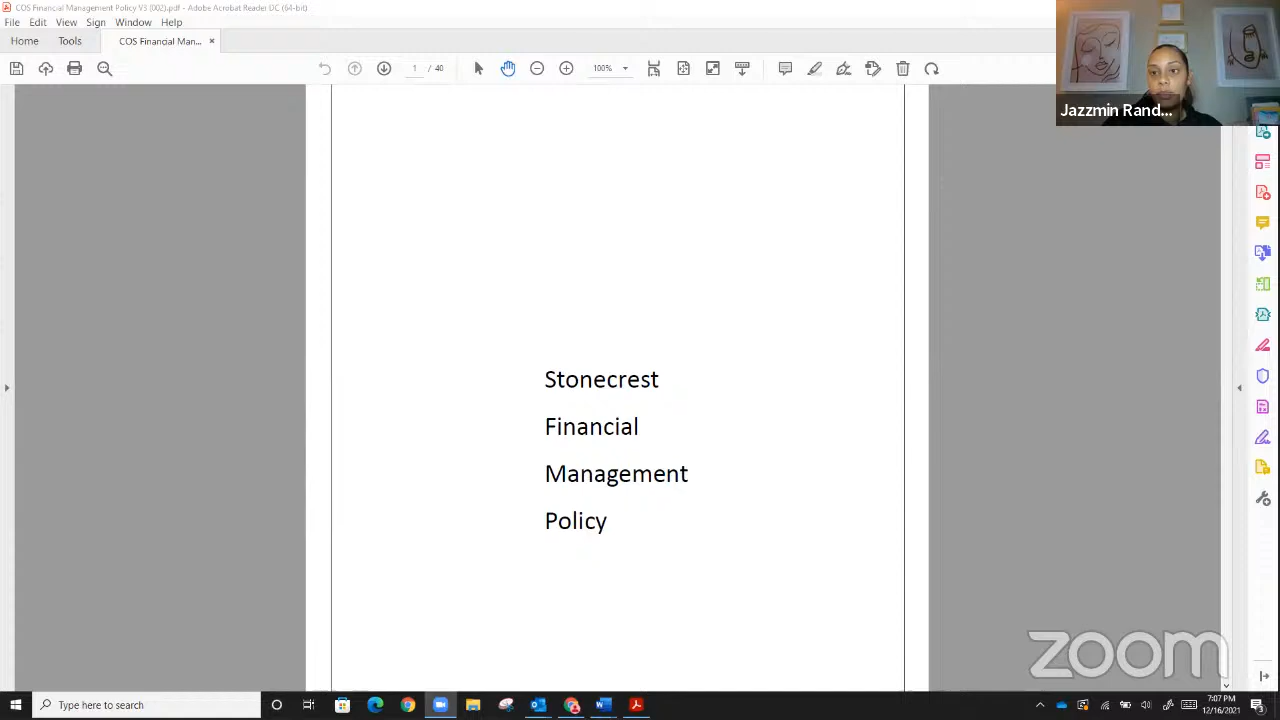 COS Financial Management Policy V3 (002).pdf - Adobe Acrobat Reader DC (64-bit)
File Edit View Sign Window Help
Home Tools COS Financial Man... ×
1 / 40 100%
Jazzmin Rand...
Stonecrest
Financial
Management
Policy
zoom
Type here to search
7:07 PM
12/16/2021